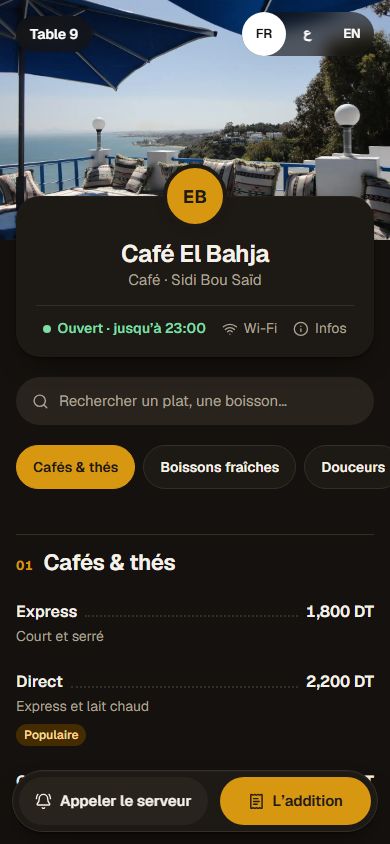 Table 9
FR ع EN
EB
Café El Bahja
Café · Sidi Bou Saïd
Ouvert · jusqu'à 23:00 Wi-Fi Infos
Rechercher un plat, une boisson...
Cafés & thés Boissons fraîches Douceurs
01 Cafés & thés
Express 1,800 DT
Court et serré
Direct 2,200 DT
Express et lait chaud
Populaire
Appeler le serveur L'addition